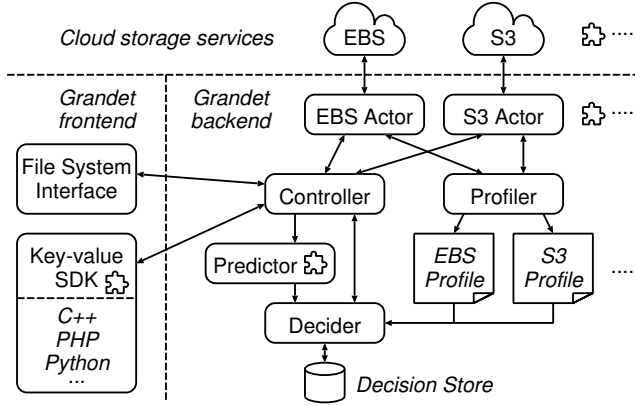 Cloud storage services
EBS
S3
....
Grandet
frontend
Grandet
backend
EBS Actor
S3 Actor
....
File System
Interface
Controller
Profiler
Key-value
SDK
C++
PHP
Python
...
Predictor
EBS
Profile
S3
Profile
....
Decider
Decision Store